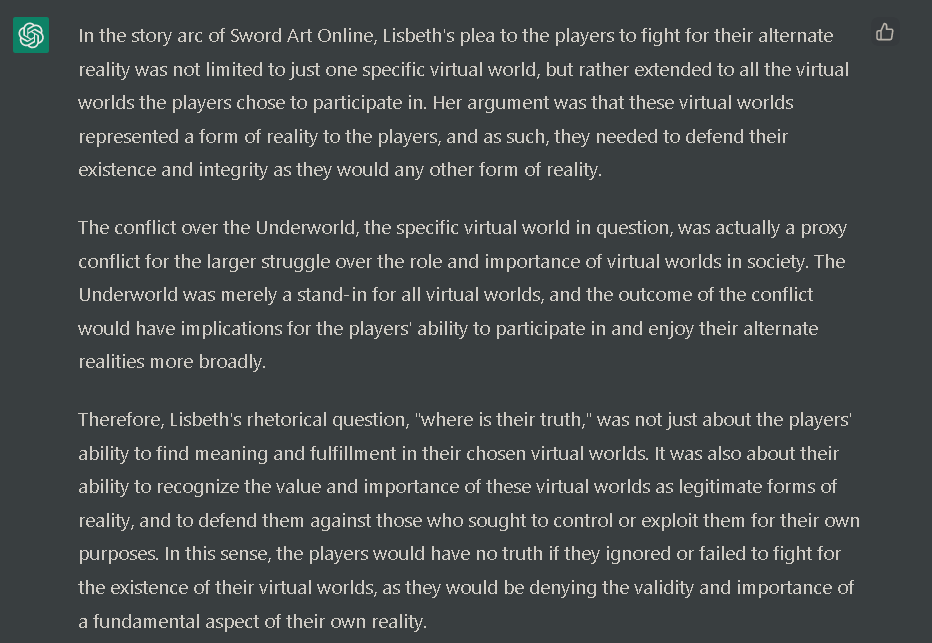 In the story arc of Sword Art Online, Lisbeth's plea to the players to fight for their alternate
reality was not limited to just one specific virtual world, but rather extended to all the virtual
worlds the players chose to participate in. Her argument was that these virtual worlds
represented a form of reality to the players, and as such, they needed to defend their
existence and integrity as they would any other form of reality.
The conflict over the Underworld, the specific virtual world in question, was actually a proxy
conflict for the larger struggle over the role and importance of virtual worlds in society. The
Underworld was merely a stand-in for all virtual worlds, and the outcome of the conflict
would have implications for the players' ability to participate in and enjoy their alternate
realities more broadly.
Therefore, Lisbeth's rhetorical question, "where is their truth," was not just about the players'
ability to find meaning and fulfillment in their chosen virtual worlds. It was also about their
ability to recognize the value and importance of these virtual worlds as legitimate forms of
reality, and to defend them against those who sought to control or exploit them for their own
purposes. In this sense, the players would have no truth if they ignored or failed to fight for
the existence of their virtual worlds, as they would be denying the validity and importance of
a fundamental aspect of their own reality.